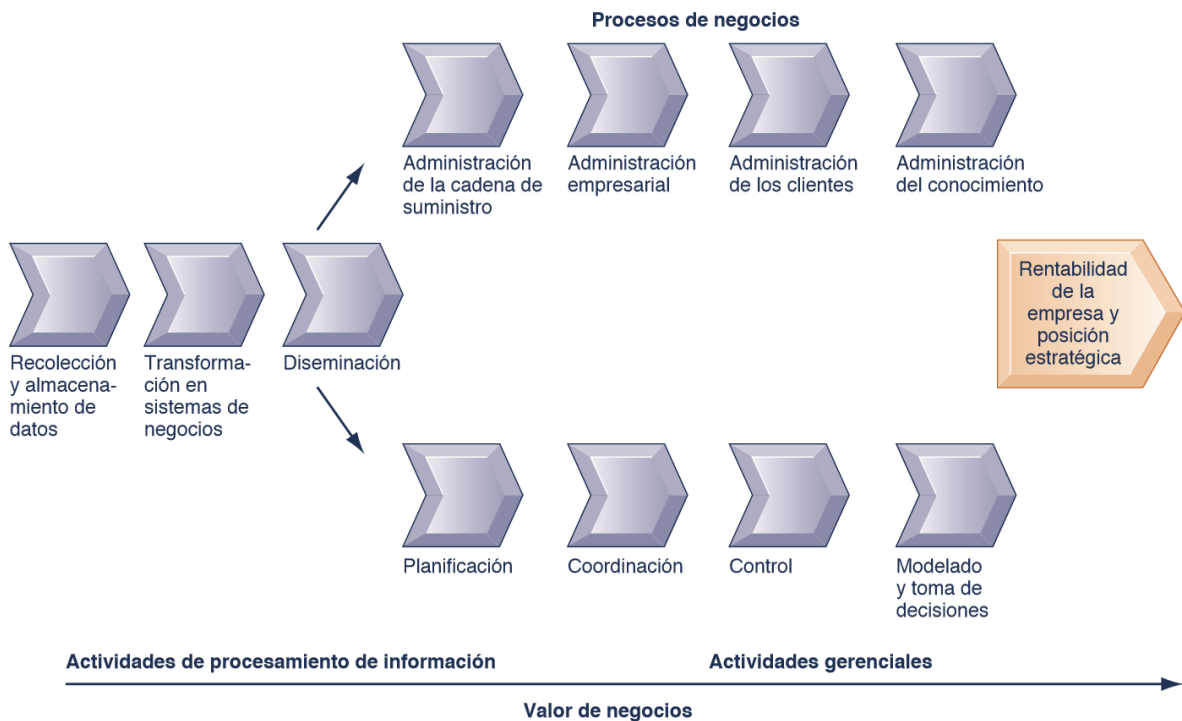 Procesos de negocios
Administración
de la cadena de
suministro
Administración
empresarial
Administración
de los clientes
Administración
del conocimiento
Recolección
y almacena-
miento de
datos
Transforma-
ción en
sistemas de
negocios
Diseminación
Rentabilidad
de la
empresa y
posición
estratégica
Planificación
Coordinación
Control
Modelado
y toma de
decisiones
Actividades de procesamiento de información
Actividades gerenciales
Valor de negocios